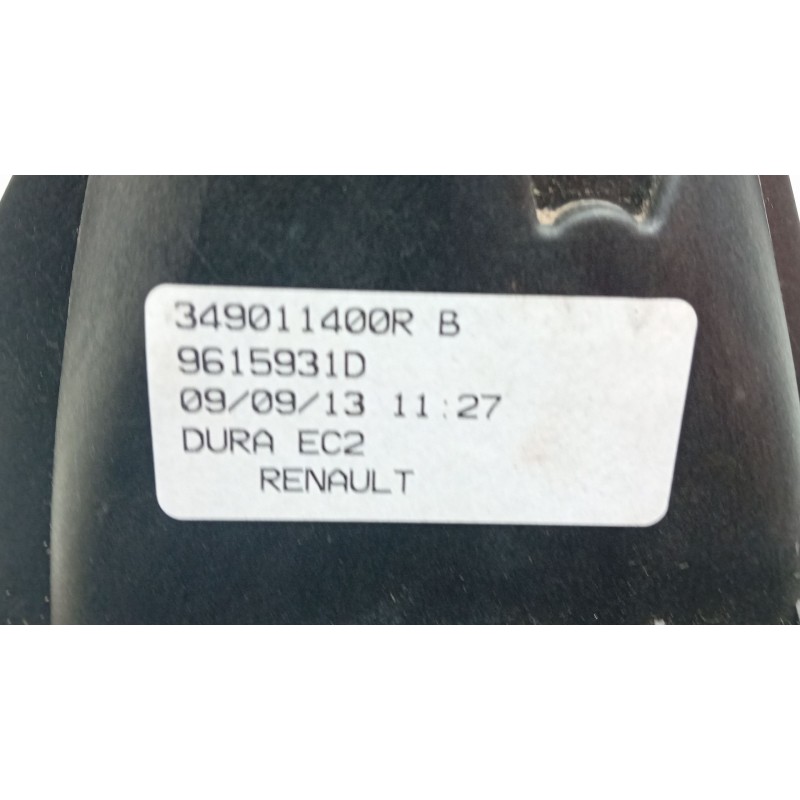 349011400R B
9615931D
09/09/13 11:27
DURA EC2
RENAULT